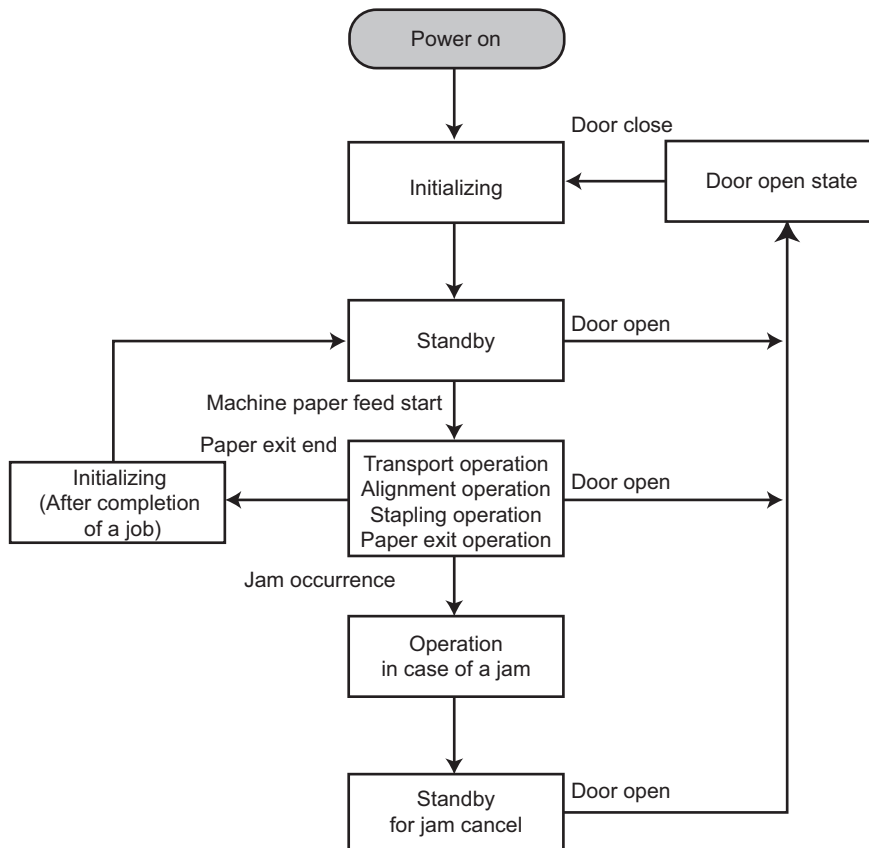 Power on
Door close
Initializing
Door open state
Standby
Door open
Machine paper feed start
Paper exit end
Initializing
(After completion
of a job)
Transport operation
Alignment operation
Stapling operation
Paper exit operation
Door open
Jam occurrence
Operation
in case of a jam
Standby
for jam cancel
Door open